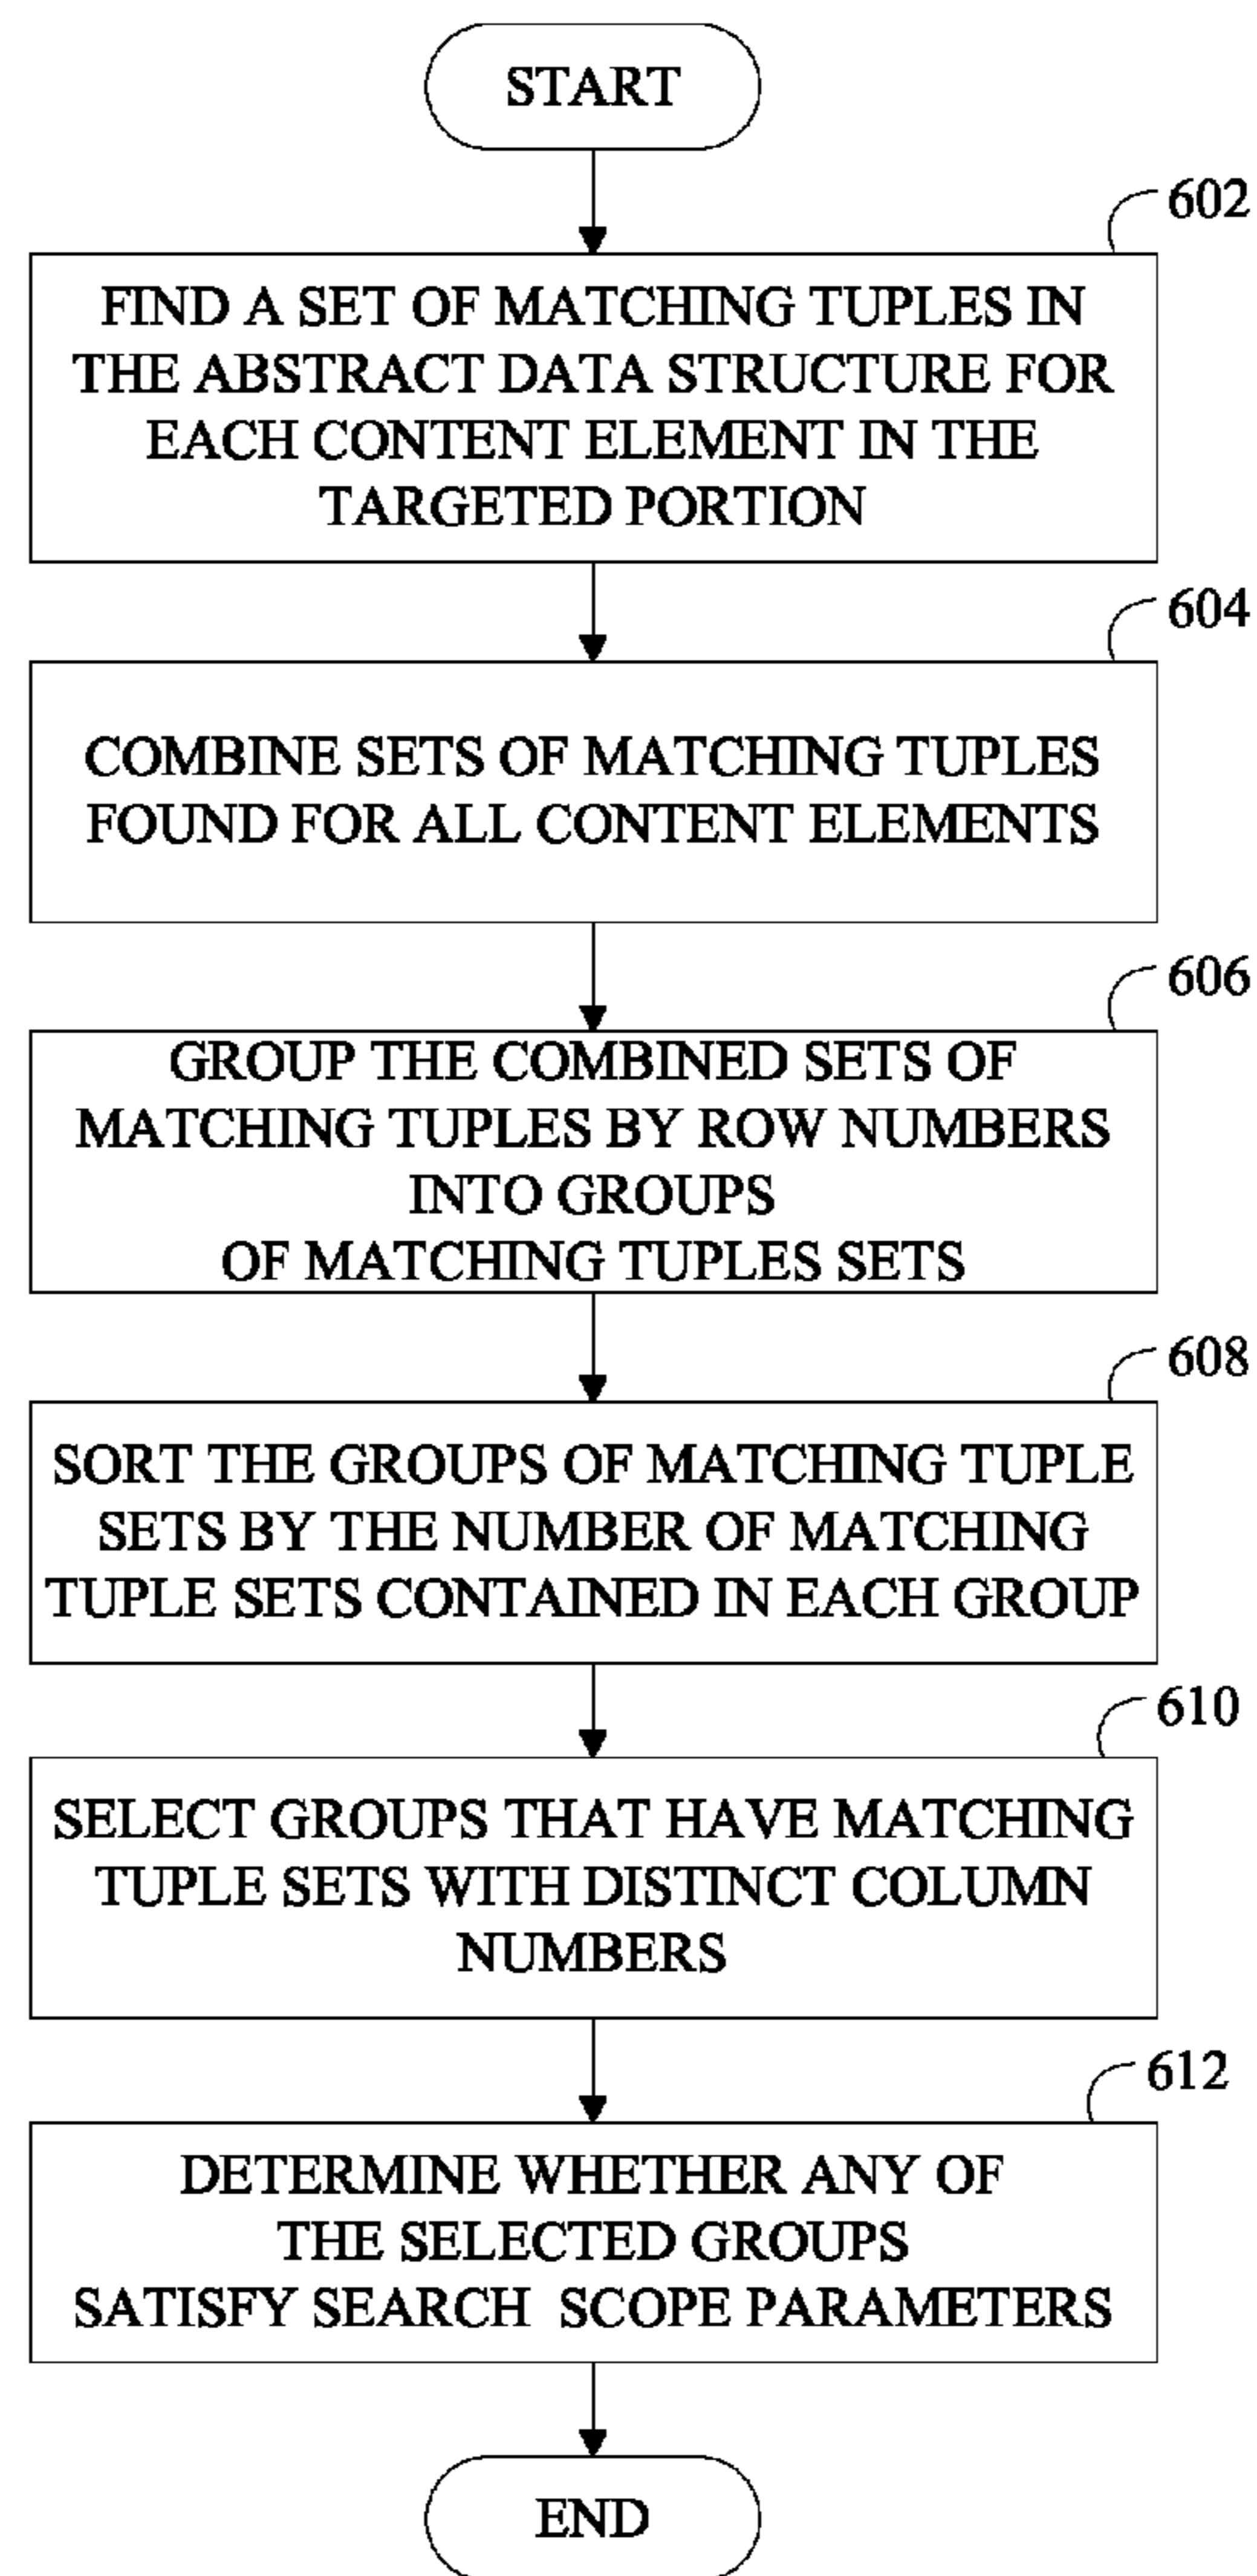 START
602
FIND A SET OF MATCHING TUPLES IN
THE ABSTRACT DATA STRUCTURE FOR
EACH CONTENT ELEMENT IN THE
TARGETED PORTION
604
COMBINE SETS OF MATCHING TUPLES
FOUND FOR ALL CONTENT ELEMENTS
606
GROUP THE COMBINED SETS OF
MATCHING TUPLES BY ROW NUMBERS
INTO GROUPS
OF MATCHING TUPLES SETS
608
SORT THE GROUPS OF MATCHING TUPLE
SETS BY THE NUMBER OF MATCHING
TUPLE SETS CONTAINED IN EACH GROUP
610
SELECT GROUPS THAT HAVE MATCHING
TUPLE SETS WITH DISTINCT COLUMN
NUMBERS
612
DETERMINE WHETHER ANY OF
THE SELECTED GROUPS
SATISFY SEARCH SCOPE PARAMETERS
END